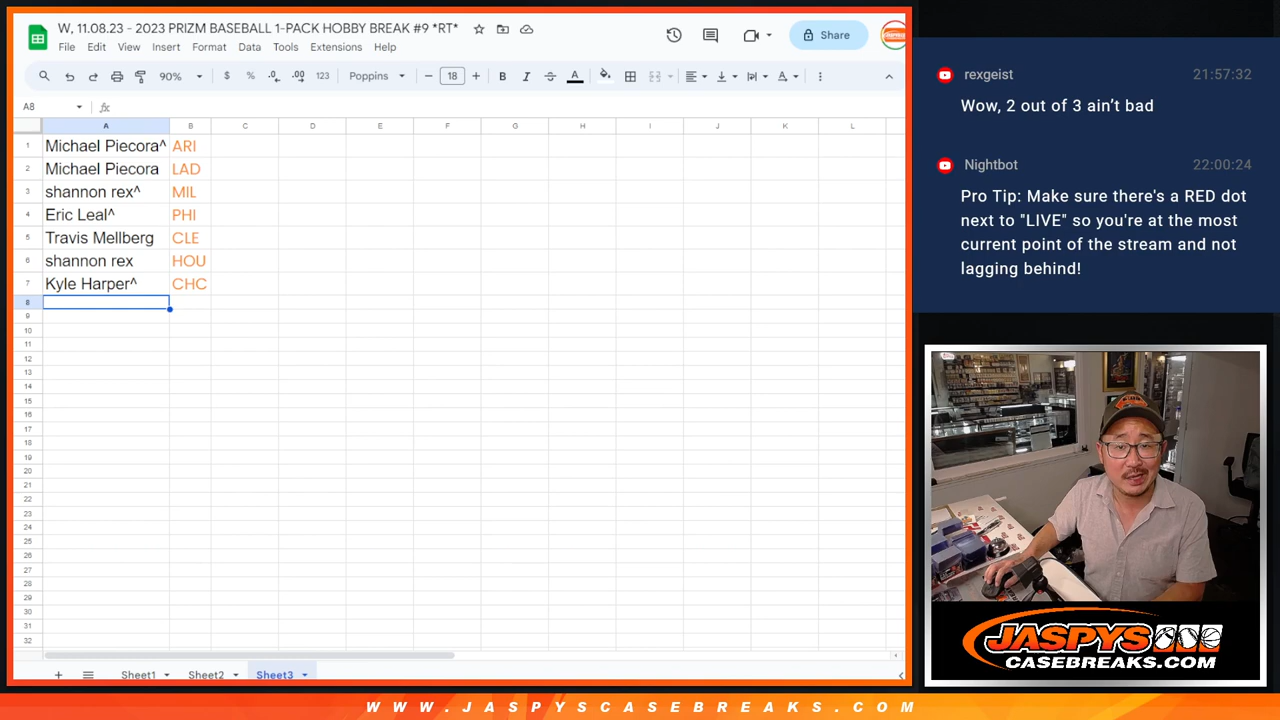 W, 11.08.23 - 2023 PRIZM BASEBALL 1-PACK HOBBY BREAK #9 *RT*
File Edit View Insert Format Data Tools Extensions Help
Share
90% $ % .0 .00 123 Poppins - 18 + B I A
A8 fx
A B C D E F G H I J K L
1 Michael Piecora^ ARI
2 Michael Piecora LAD
3 shannon rex^ MIL
4 Eric Leal^ PHI
5 Travis Mellberg CLE
6 shannon rex HOU
7 Kyle Harper^ CHC
8
9
10
11
12
13
14
15
16
17
18
19
20
21
22
23
24
25
26
27
28
29
30
31
32
+ Sheet1 Sheet2 Sheet3
rexgeist 21:57:32
Wow, 2 out of 3 ain’t bad
Nightbot 22:00:24
Pro Tip: Make sure there's a RED dot
next to "LIVE" so you're at the most
current point of the stream and not
lagging behind!
JASPYS
CASEBREAKS.COM
WWW.JASPYSCASEBREAKS.COM